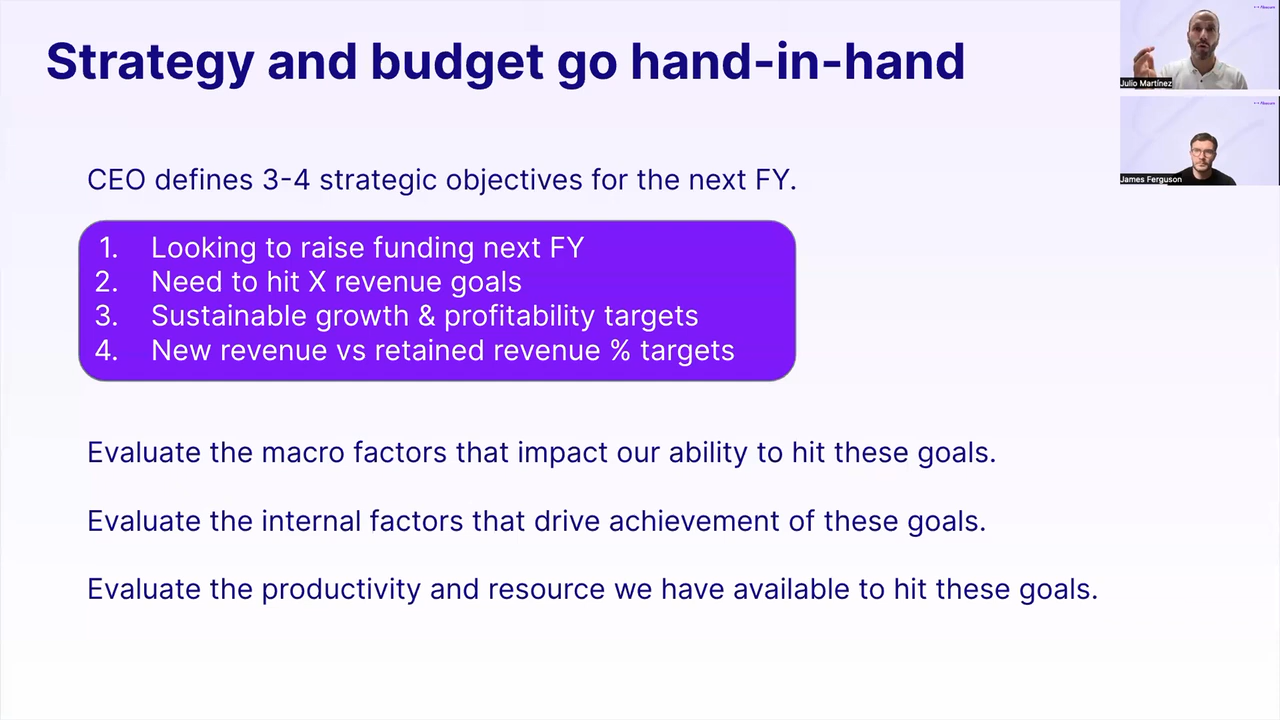 Strategy and budget go hand-in-hand
CEO defines 3-4 strategic objectives for the next FY.
1. Looking to raise funding next FY
2. Need to hit X revenue goals
3. Sustainable growth & profitability targets
4. New revenue vs retained revenue % targets
Evaluate the macro factors that impact our ability to hit these goals.
Evaluate the internal factors that drive achievement of these goals.
Evaluate the productivity and resource we have available to hit these goals.
Julio Martínez
James Ferguson